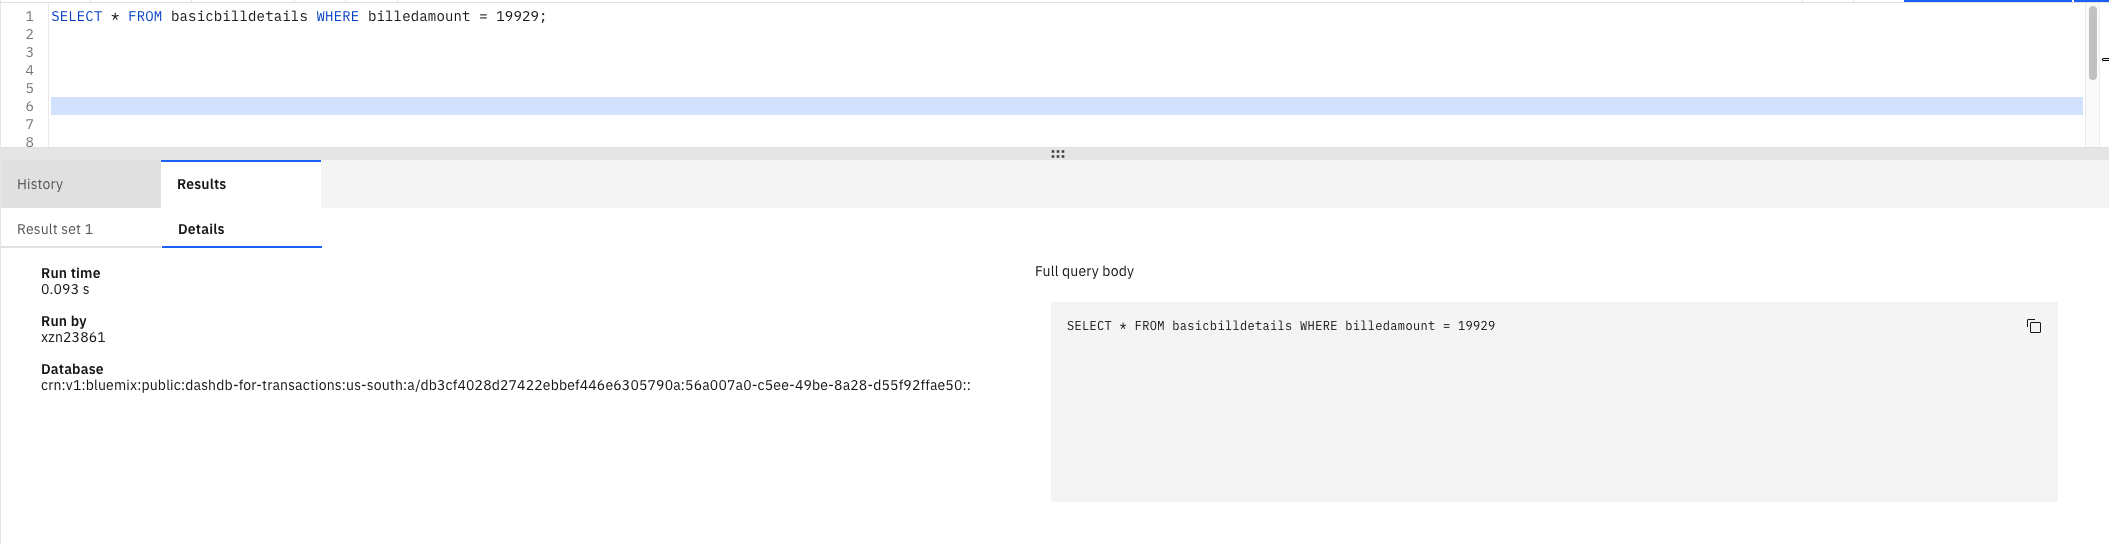 1 SELECT * FROM basicbilldetails WHERE billedamount = 19929;
2
3
4
5
6
7
8
History Results
Result set 1 Details
Run time
0.093 s
Run by
xzn23861
Database
crn:v1:bluemix:public:dashdb-for-transactions:us-south:a/db3cf4028d27422ebbef446e6305790a:56a007a0-c5ee-49be-8a28-d55f92ffae50::
Full query body
SELECT * FROM basicbilldetails WHERE billedamount = 19929